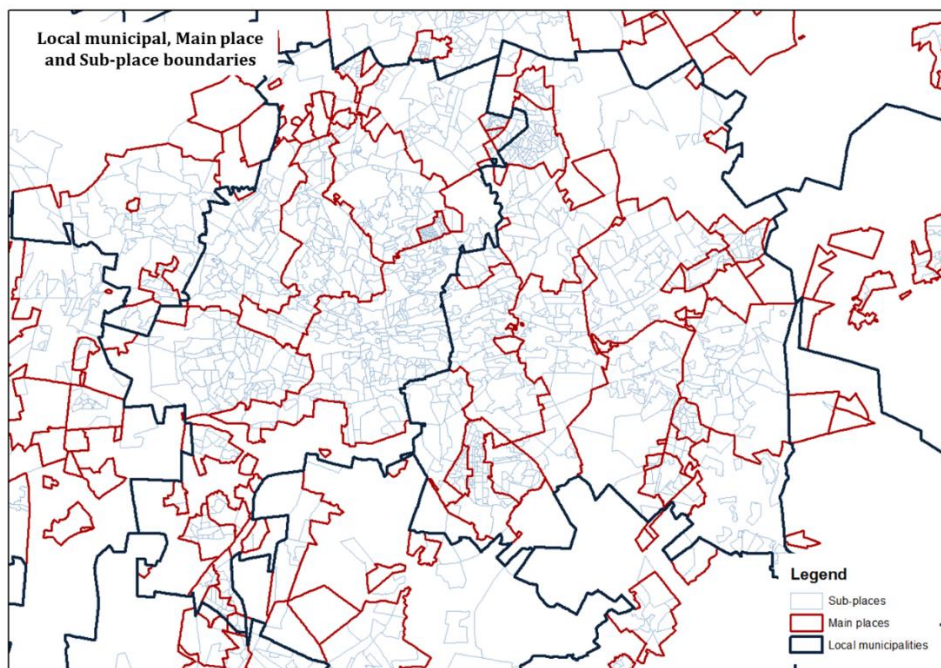 Local municipal, Main place
and Sub-place boundaries
Legend
Sub-places
Main places
Local municipalities